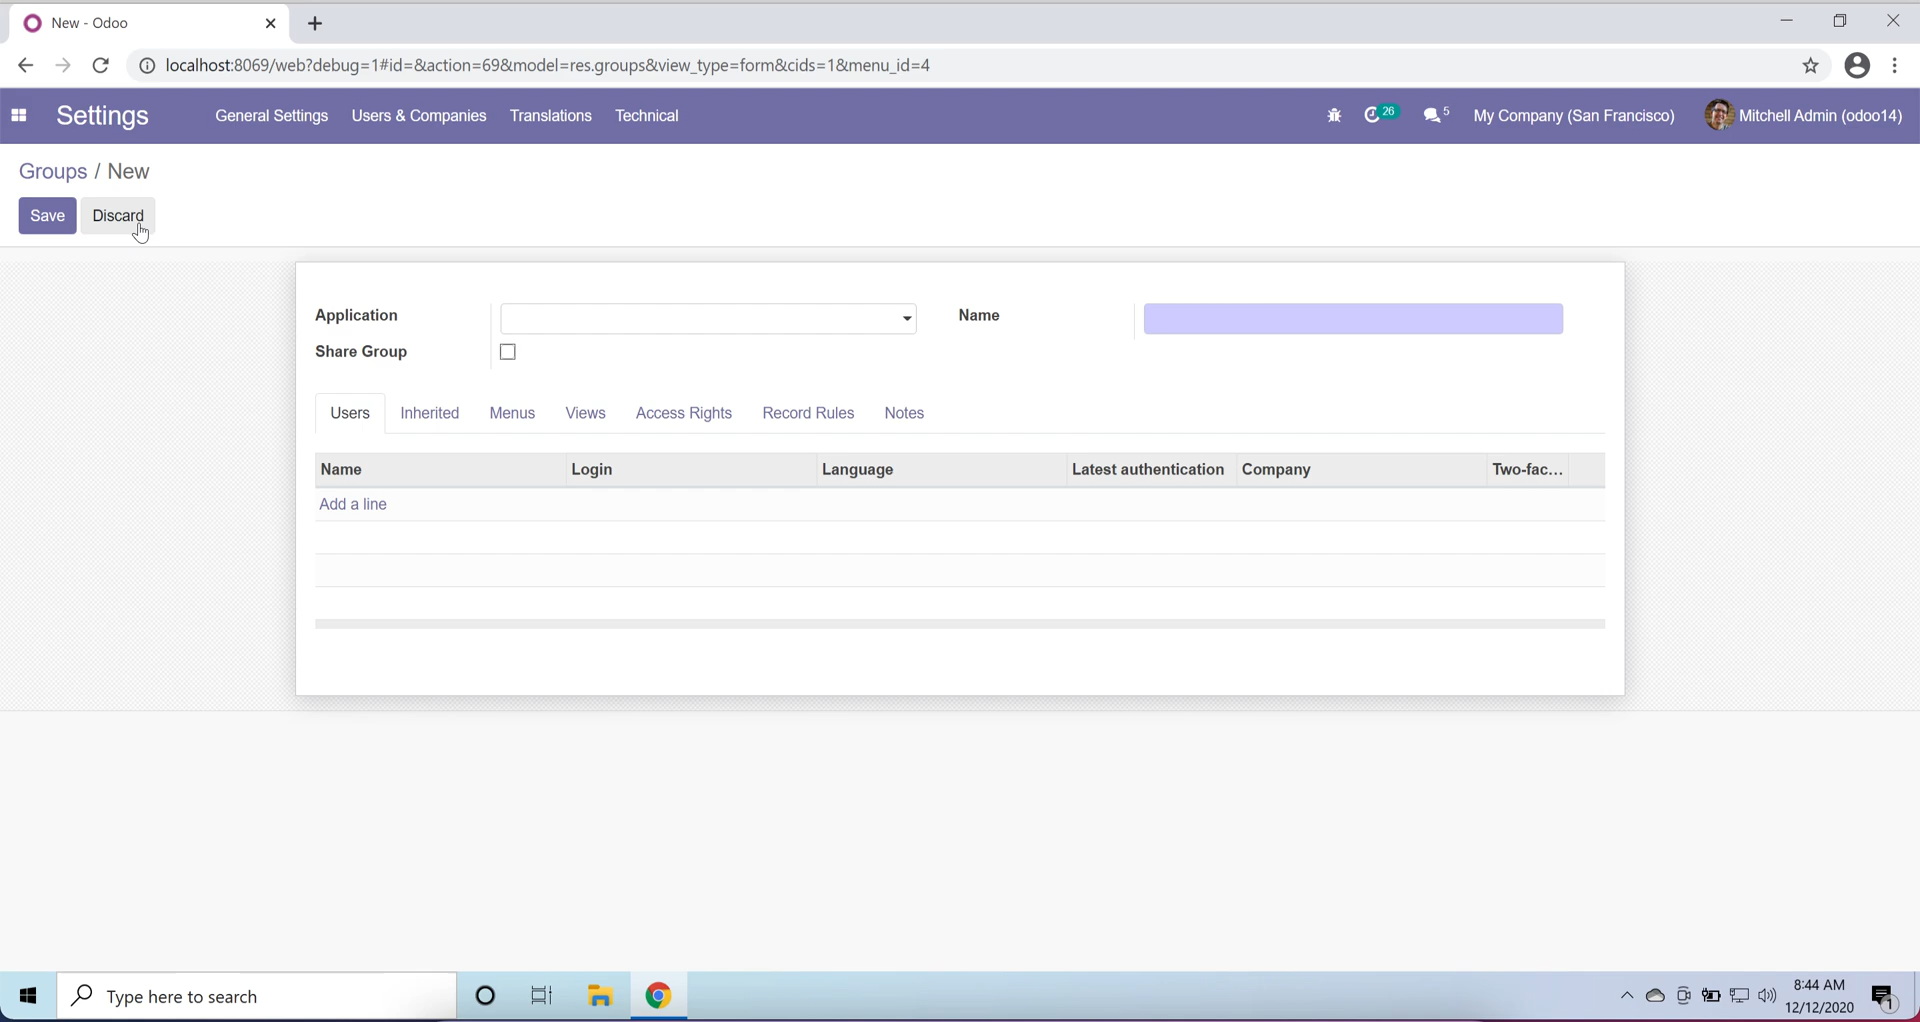 New - Odoo
localhost:8069/web?debug=1#id=&action=69&model=res.groups&view_type=form&cids=1&menu_id=4
Settings General Settings Users & Companies Translations Technical 26 5 My Company (San Francisco) Mitchell Admin (odoo14)
Groups / New
Save Discard
Application Name
Share Group
Users Inherited Menus Views Access Rights Record Rules Notes
Name Login Language Latest authentication Company Two-fac...
Add a line
Type here to search
8:44 AM
12/12/2020
1